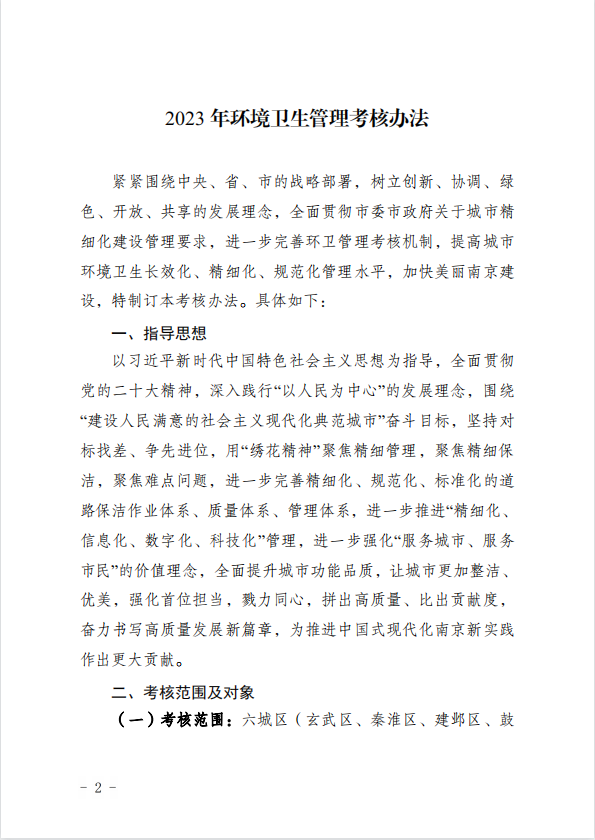 2023 年环境卫生管理考核办法
紧紧围绕中央、省、市的战略部署，树立创新、协调、绿
色、开放、共享的发展理念，全面贯彻市委市政府关于城市精
细化建设管理要求，进一步完善环卫管理考核机制，提高城市
环境卫生长效化、精细化、规范化管理水平，加快美丽南京建
设，特制订本考核办法。具体如下：
一、指导思想
以习近平新时代中国特色社会主义思想为指导，全面贯彻
党的二十大精神，深入践行“以人民为中心”的发展理念，围绕
“建设人民满意的社会主义现代化典范城市”奋斗目标，坚持对
标找差、争先进位，用“绣花精神”聚焦精细管理，聚焦精细保
洁，聚焦难点问题，进一步完善精细化、规范化、标准化的道
路保洁作业体系、质量体系、管理体系，进一步推进“精细化、
信息化、数字化、科技化”管理，进一步强化“服务城市、服务
市民”的价值理念，全面提升城市功能品质，让城市更加整洁、
优美，强化首位担当，戮力同心，拼出高质量、比出贡献度，
奋力书写高质量发展新篇章，为推进中国式现代化南京新实践
作出更大贡献。
二、考核范围及对象
（一）考核范围：六城区（玄武区、秦淮区、建邺区、鼓
- 2 -